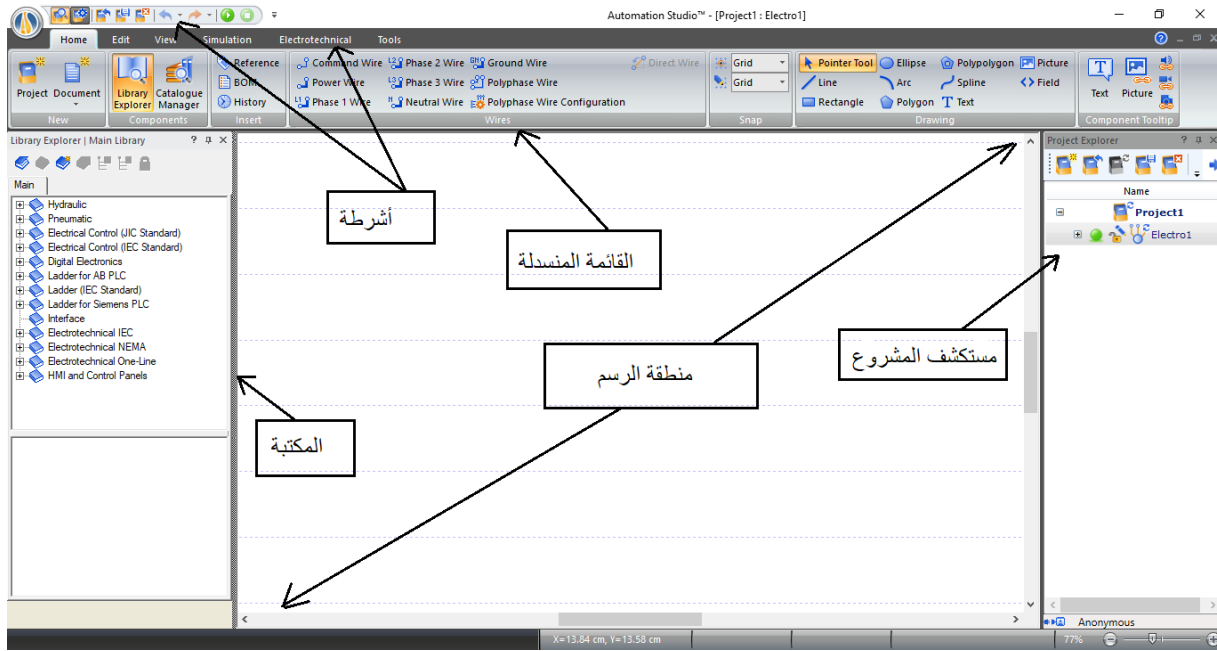 Automation Studio™ - [Project1 : Electro1]
Home Edit View Simulation Electrotechnical Tools
Project Document
New
Library Explorer Catalogue Manager
Components
Reference
BOM
History
Insert
Command Wire Phase 2 Wire Ground Wire Direct Wire
Power Wire Phase 3 Wire Polyphase Wire
Phase 1 Wire Neutral Wire Polyphase Wire Configuration
Wires
Grid
Grid
Snap
Pointer Tool Ellipse Polypolygon Picture
Line Arc Spline Field
Rectangle Polygon Text
Drawing
Text Picture
Component Tooltip
Library Explorer | Main Library
Main
Hydraulic
Pneumatic
Electrical Control (JIC Standard)
Electrical Control (IEC Standard)
Digital Electronics
Ladder for AB PLC
Ladder (IEC Standard)
Ladder for Siemens PLC
Interface
Electrotechnical IEC
Electrotechnical NEMA
Electrotechnical One-Line
HMI and Control Panels
أشرطة
القائمة المنسدلة
منطقة الرسم
مستكشف المشروع
المكتبة
Project Explorer
Name
Project1
Electro1
Anonymous
X=13.84 cm, Y=13.58 cm
77%